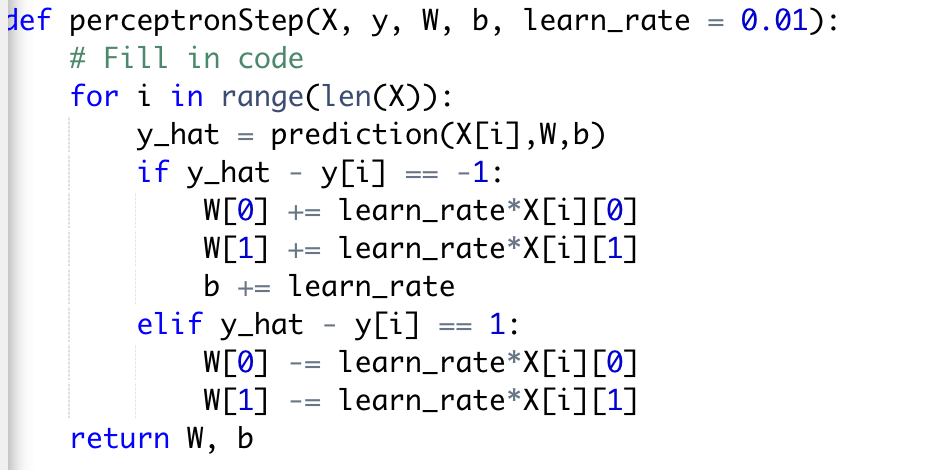 def perceptronStep(X, y, W, b, learn_rate = 0.01):
    # Fill in code
    for i in range(len(X)):
        y_hat = prediction(X[i],W,b)
        if y_hat - y[i] == -1:
            W[0] += learn_rate*X[i][0]
            W[1] += learn_rate*X[i][1]
            b += learn_rate
        elif y_hat - y[i] == 1:
            W[0] -= learn_rate*X[i][0]
            W[1] -= learn_rate*X[i][1]
    return W, b